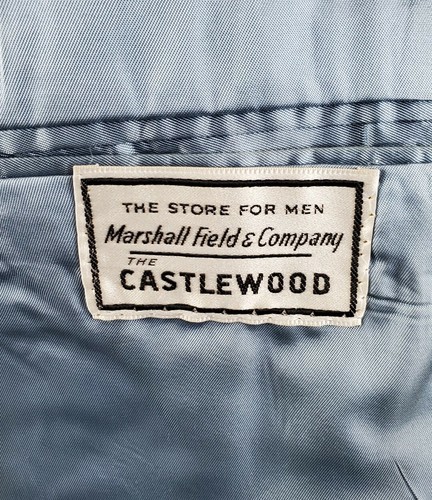 THE STORE FOR MEN
Marshall Field & Company
THE
CASTLEWOOD